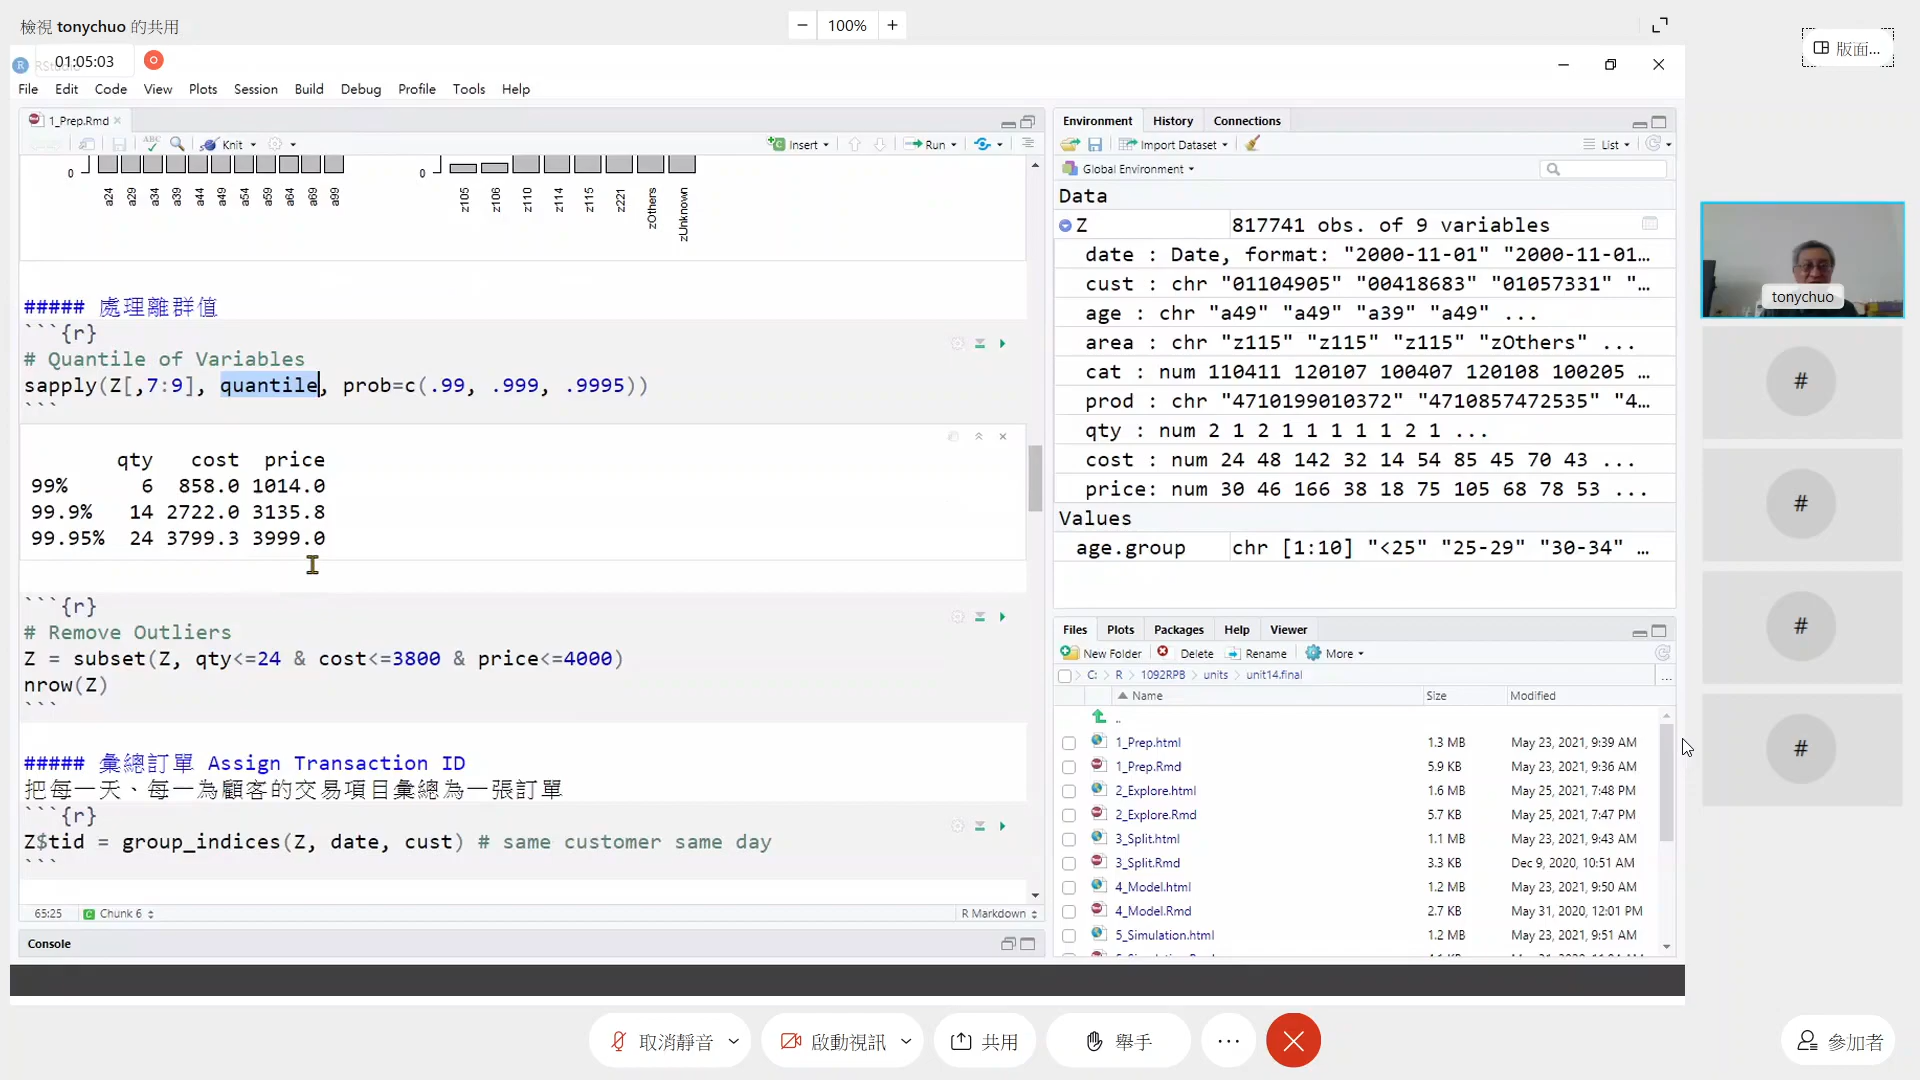 檢視 tonychuo 的共用
100%
版面...
01:05:03
File Edit Code View Plots Session Build Debug Profile Tools Help
1_Prep.Rmd
Knit
Insert
Run
0
a24 a29 a34 a39 a44 a49 a54 a59 a64 a69 a99
0
z105 z106 z110 z114 z115 z221 zOthers zUnknown
##### 處理離群值
```{r}
# Quantile of Variables
sapply(Z[,7:9], quantile, prob=c(.99, .999, .9995))
```
qty cost price
99% 6 858.0 1014.0
99.9% 14 2722.0 3135.8
99.95% 24 3799.3 3999.0
```{r}
# Remove Outliers
Z = subset(Z, qty<=24 & cost<=3800 & price<=4000)
nrow(Z)
```
##### 彙總訂單 Assign Transaction ID
把每一天、每一為顧客的交易項目彙總為一張訂單
```{r}
Z$tid = group_indices(Z, date, cust) # same customer same day
```
65:25 Chunk 6 R Markdown
Console
Environment History Connections
Import Dataset List
Global Environment
Data
Z 817741 obs. of 9 variables
date : Date, format: "2000-11-01" "2000-11-01…
cust : chr "01104905" "00418683" "01057331" "…
age : chr "a49" "a49" "a39" "a49" ...
area : chr "z115" "z115" "z115" "zOthers" ...
cat : num 110411 120107 100407 120108 100205 …
prod : chr "4710199010372" "4710857472535" "4…
qty : num 2 1 2 1 1 1 1 1 2 1 ...
cost : num 24 48 142 32 14 54 85 45 70 43 ...
price: num 30 46 166 38 18 75 105 68 78 53 ...
Values
age.group chr [1:10] "<25" "25-29" "30-34" …
Files Plots Packages Help Viewer
New Folder Delete Rename More
C: R 1092RPB units unit14.final ...
Name Size Modified
..
1_Prep.html 1.3 MB May 23, 2021, 9:39 AM
1_Prep.Rmd 5.9 KB May 23, 2021, 9:36 AM
2_Explore.html 1.6 MB May 25, 2021, 7:48 PM
2_Explore.Rmd 5.7 KB May 25, 2021, 7:47 PM
3_Split.html 1.1 MB May 23, 2021, 9:43 AM
3_Split.Rmd 3.3 KB Dec 9, 2020, 10:51 AM
4_Model.html 1.2 MB May 23, 2021, 9:50 AM
4_Model.Rmd 2.7 KB May 31, 2020, 12:01 PM
5_Simulation.html 1.2 MB May 23, 2021, 9:51 AM
tonychuo
#
#
#
#
取消靜音
啟動視訊
共用
舉手
參加者